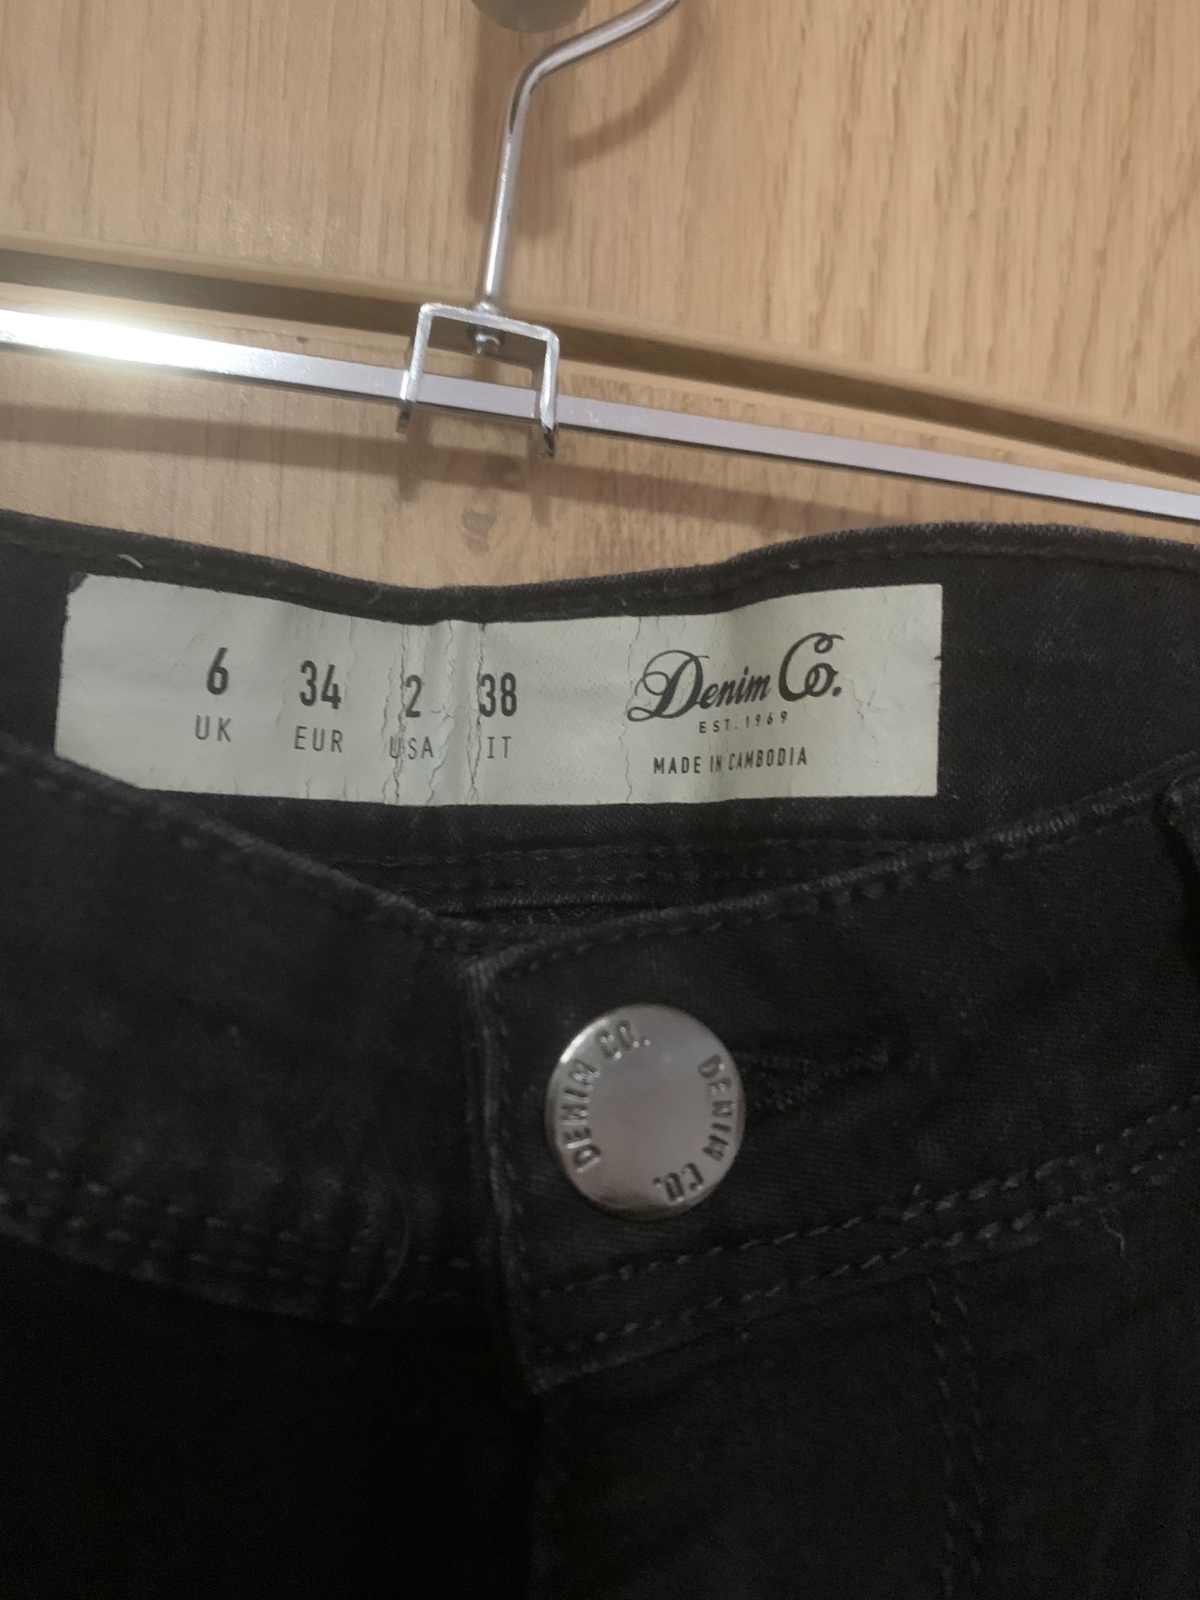 6 34 2 38
UK EUR USA IT
Denim Co.
EST. 1969
MADE IN CAMBODIA
DENIM CO. DENIM CO.